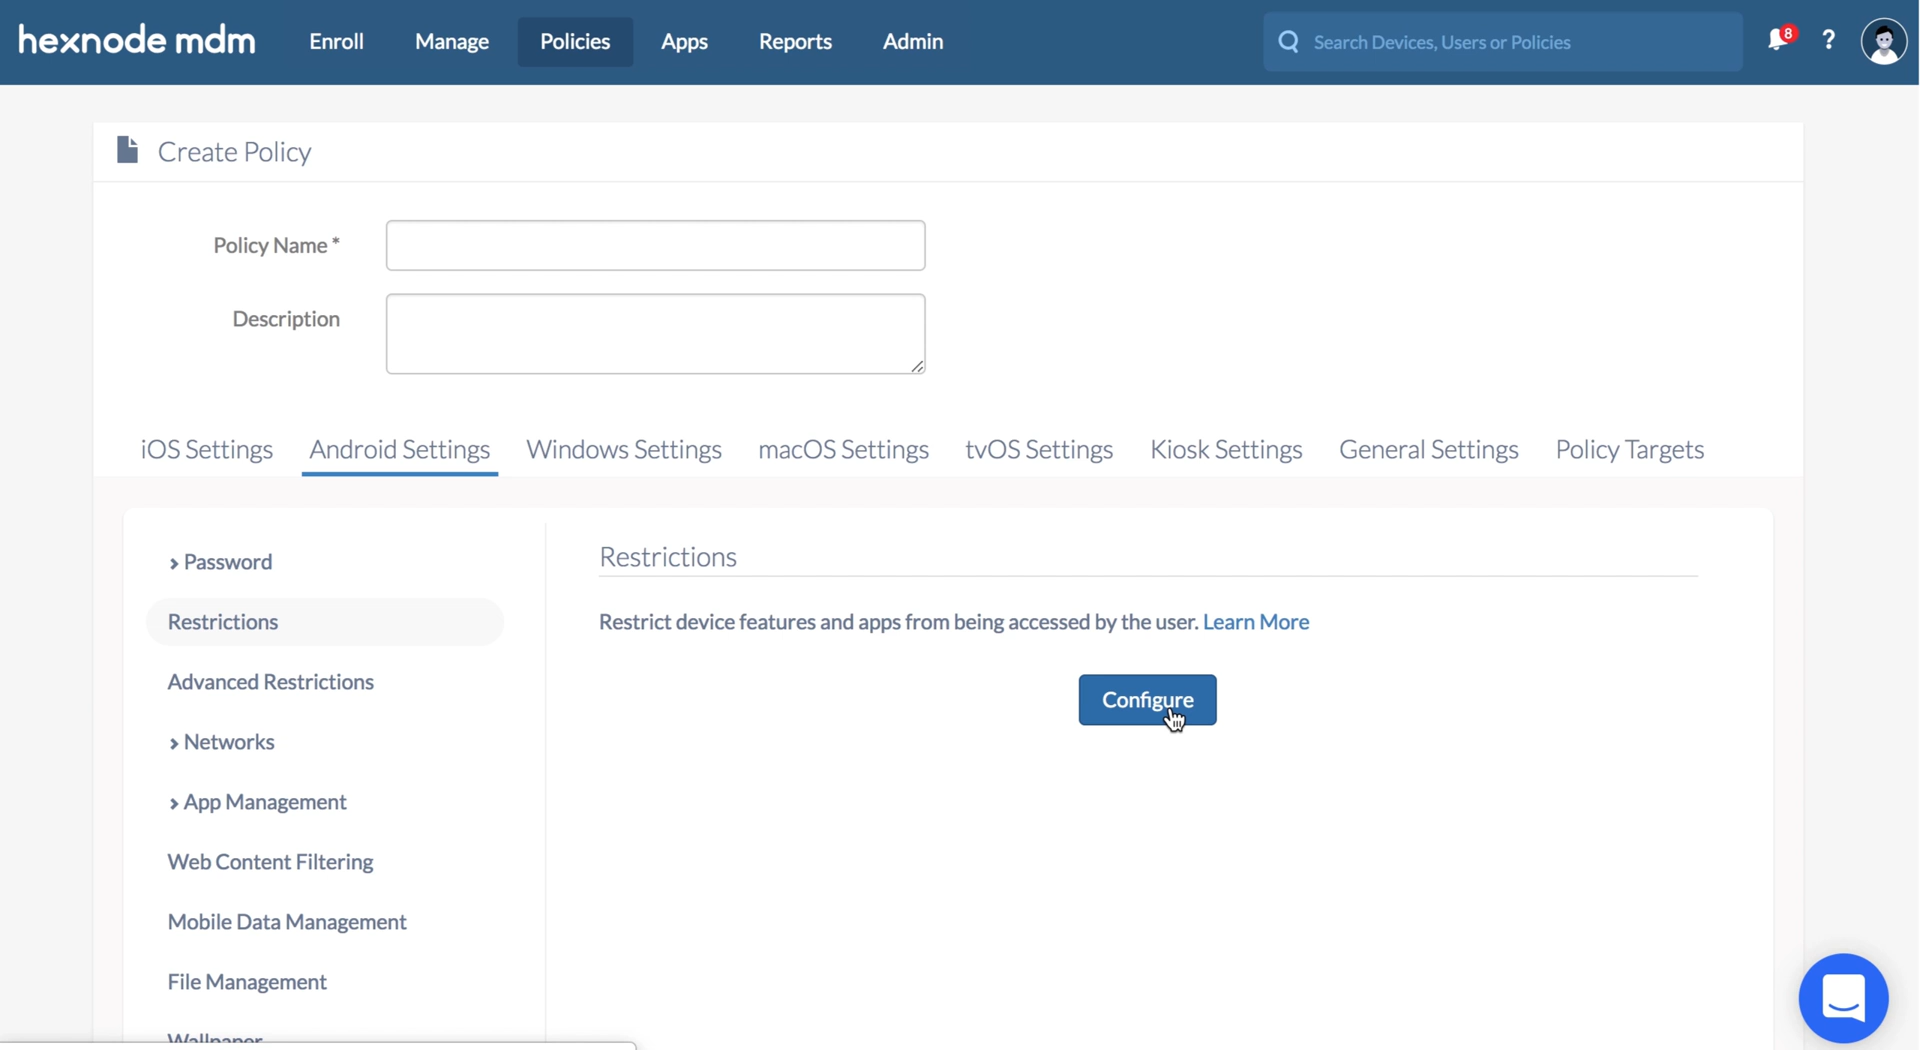 hexnode mdm Enroll Manage Policies Apps Reports Admin Search Devices, Users or Policies 8 ?
Create Policy
Policy Name *
Description
iOS Settings Android Settings Windows Settings macOS Settings tvOS Settings Kiosk Settings General Settings Policy Targets
› Password
Restrictions
Advanced Restrictions
› Networks
› App Management
Web Content Filtering
Mobile Data Management
File Management
Wallpaper
Restrictions
Restrict device features and apps from being accessed by the user. Learn More
Configure